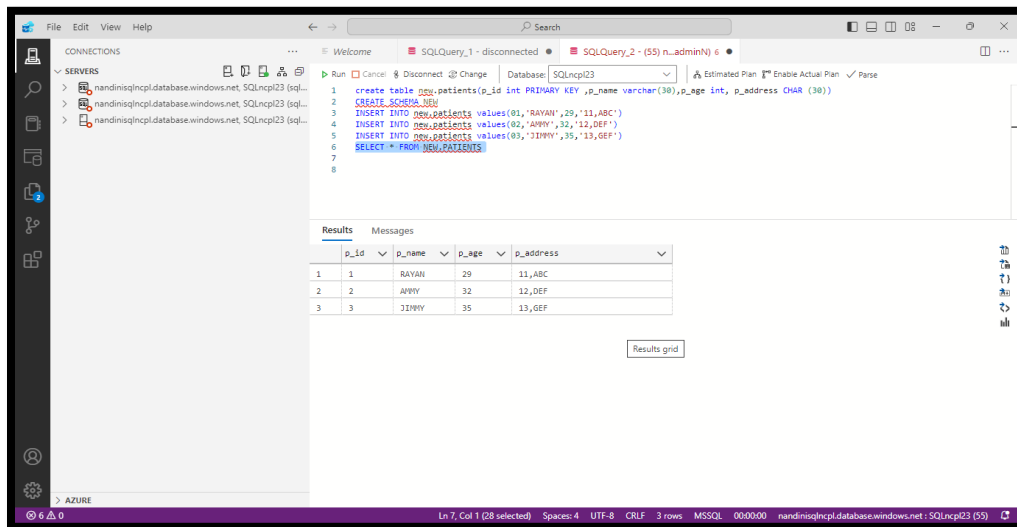 File Edit View Help
Search
CONNECTIONS
Welcome
SQLQuery_1 - disconnected
SQLQuery_2 - (55) n...adminN) 6
SERVERS
Run Cancel Disconnect Change Database: SQLncpl23 Estimated Plan Enable Actual Plan Parse
nandinisqlncpl.database.windows.net, SQLncpl23 (sql...
nandinisqlncpl.database.windows.net, SQLncpl23 (sql...
nandinisqlncpl.database.windows.net, SQLncpl23 (sql...
1 create table new.patients(p_id int PRIMARY KEY ,p_name varchar(30),p_age int, p_address CHAR (30))
2 CREATE SCHEMA NEW
3 INSERT INTO new.patients values(01,'RAYAN',29,'11,ABC')
4 INSERT INTO new.patients values(02,'AMMY',32,'12,DEF')
5 INSERT INTO new.patients values(03,'JIMMY',35,'13,GEF')
6 SELECT * FROM NEW.PATIENTS
7
8
2
Results Messages
p_id p_name p_age p_address
1 1 RAYAN 29 11,ABC
2 2 AMMY 32 12,DEF
3 3 JIMMY 35 13,GEF
Results grid
AZURE
6 0 Ln 7, Col 1 (28 selected) Spaces: 4 UTF-8 CRLF 3 rows MSSQL 00:00:00 nandinisqlncpl.database.windows.net : SQLncpl23 (55)